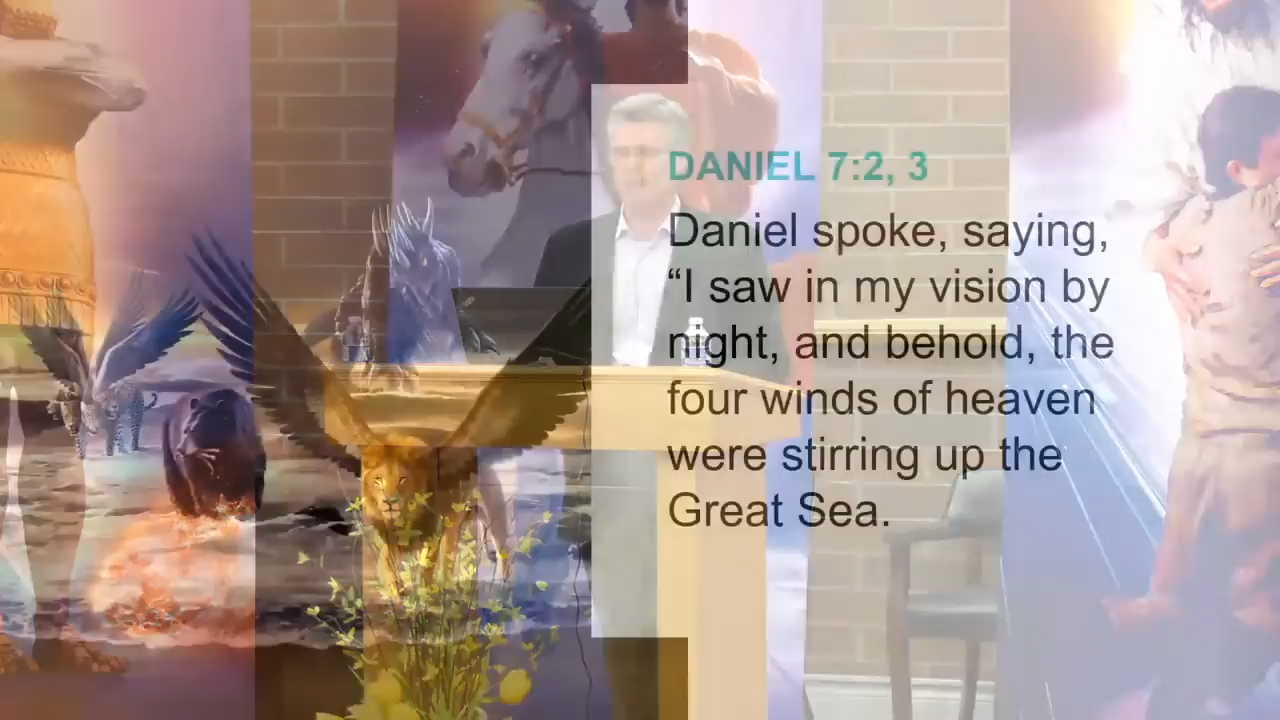 DANIEL 7:2, 3
Daniel spoke, saying,
“I saw in my vision by
night, and behold, the
four winds of heaven
were stirring up the
Great Sea.